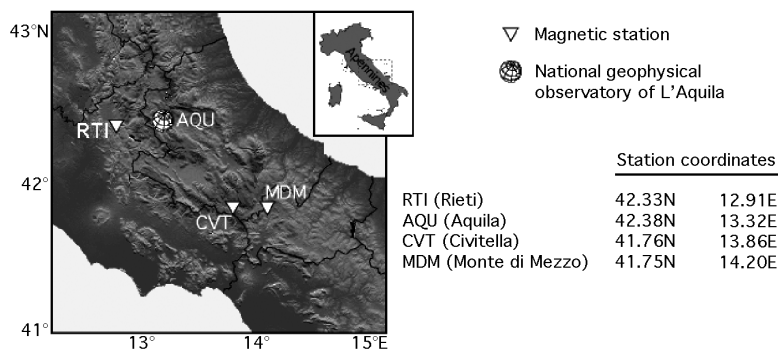 43°N
42°
41°
13°
14°
15°E
RTI
AQU
MDM
CVT
Apennines
Magnetic station
National geophysical
observatory of L'Aquila
Station coordinates
RTI (Rieti) 42.33N 12.91E
AQU (Aquila) 42.38N 13.32E
CVT (Civitella) 41.76N 13.86E
MDM (Monte di Mezzo) 41.75N 14.20E